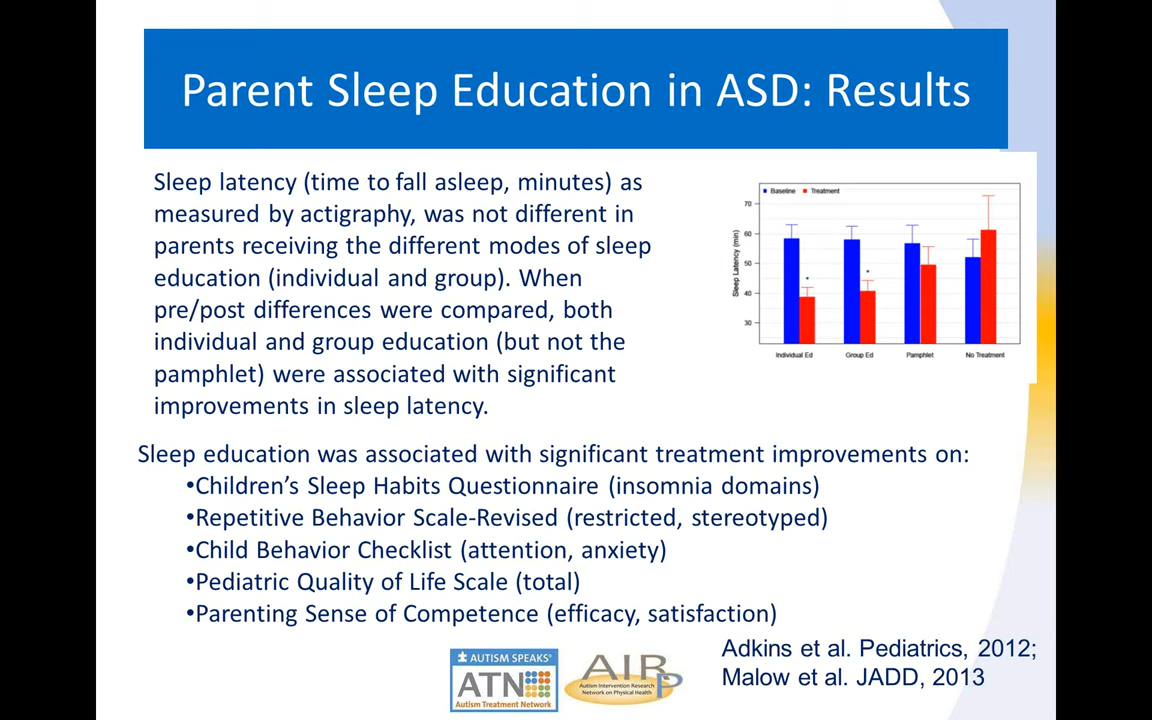 Parent Sleep Education in ASD: Results
Sleep latency (time to fall asleep, minutes) as
measured by actigraphy, was not different in
parents receiving the different modes of sleep
education (individual and group). When
pre/post differences were compared, both
individual and group education (but not the
pamphlet) were associated with significant
improvements in sleep latency.
Baseline Treatment
Sleep Latency (min)
70
60
50
40
30
* *
Individual Ed Group Ed Pamphlet No Treatment
Sleep education was associated with significant treatment improvements on:
•Children’s Sleep Habits Questionnaire (insomnia domains)
•Repetitive Behavior Scale-Revised (restricted, stereotyped)
•Child Behavior Checklist (attention, anxiety)
•Pediatric Quality of Life Scale (total)
•Parenting Sense of Competence (efficacy, satisfaction)
AUTISM SPEAKS®
ATN
Autism Treatment Network
AIR P
Autism Intervention Research
Network on Physical Health
Adkins et al. Pediatrics, 2012;
Malow et al. JADD, 2013